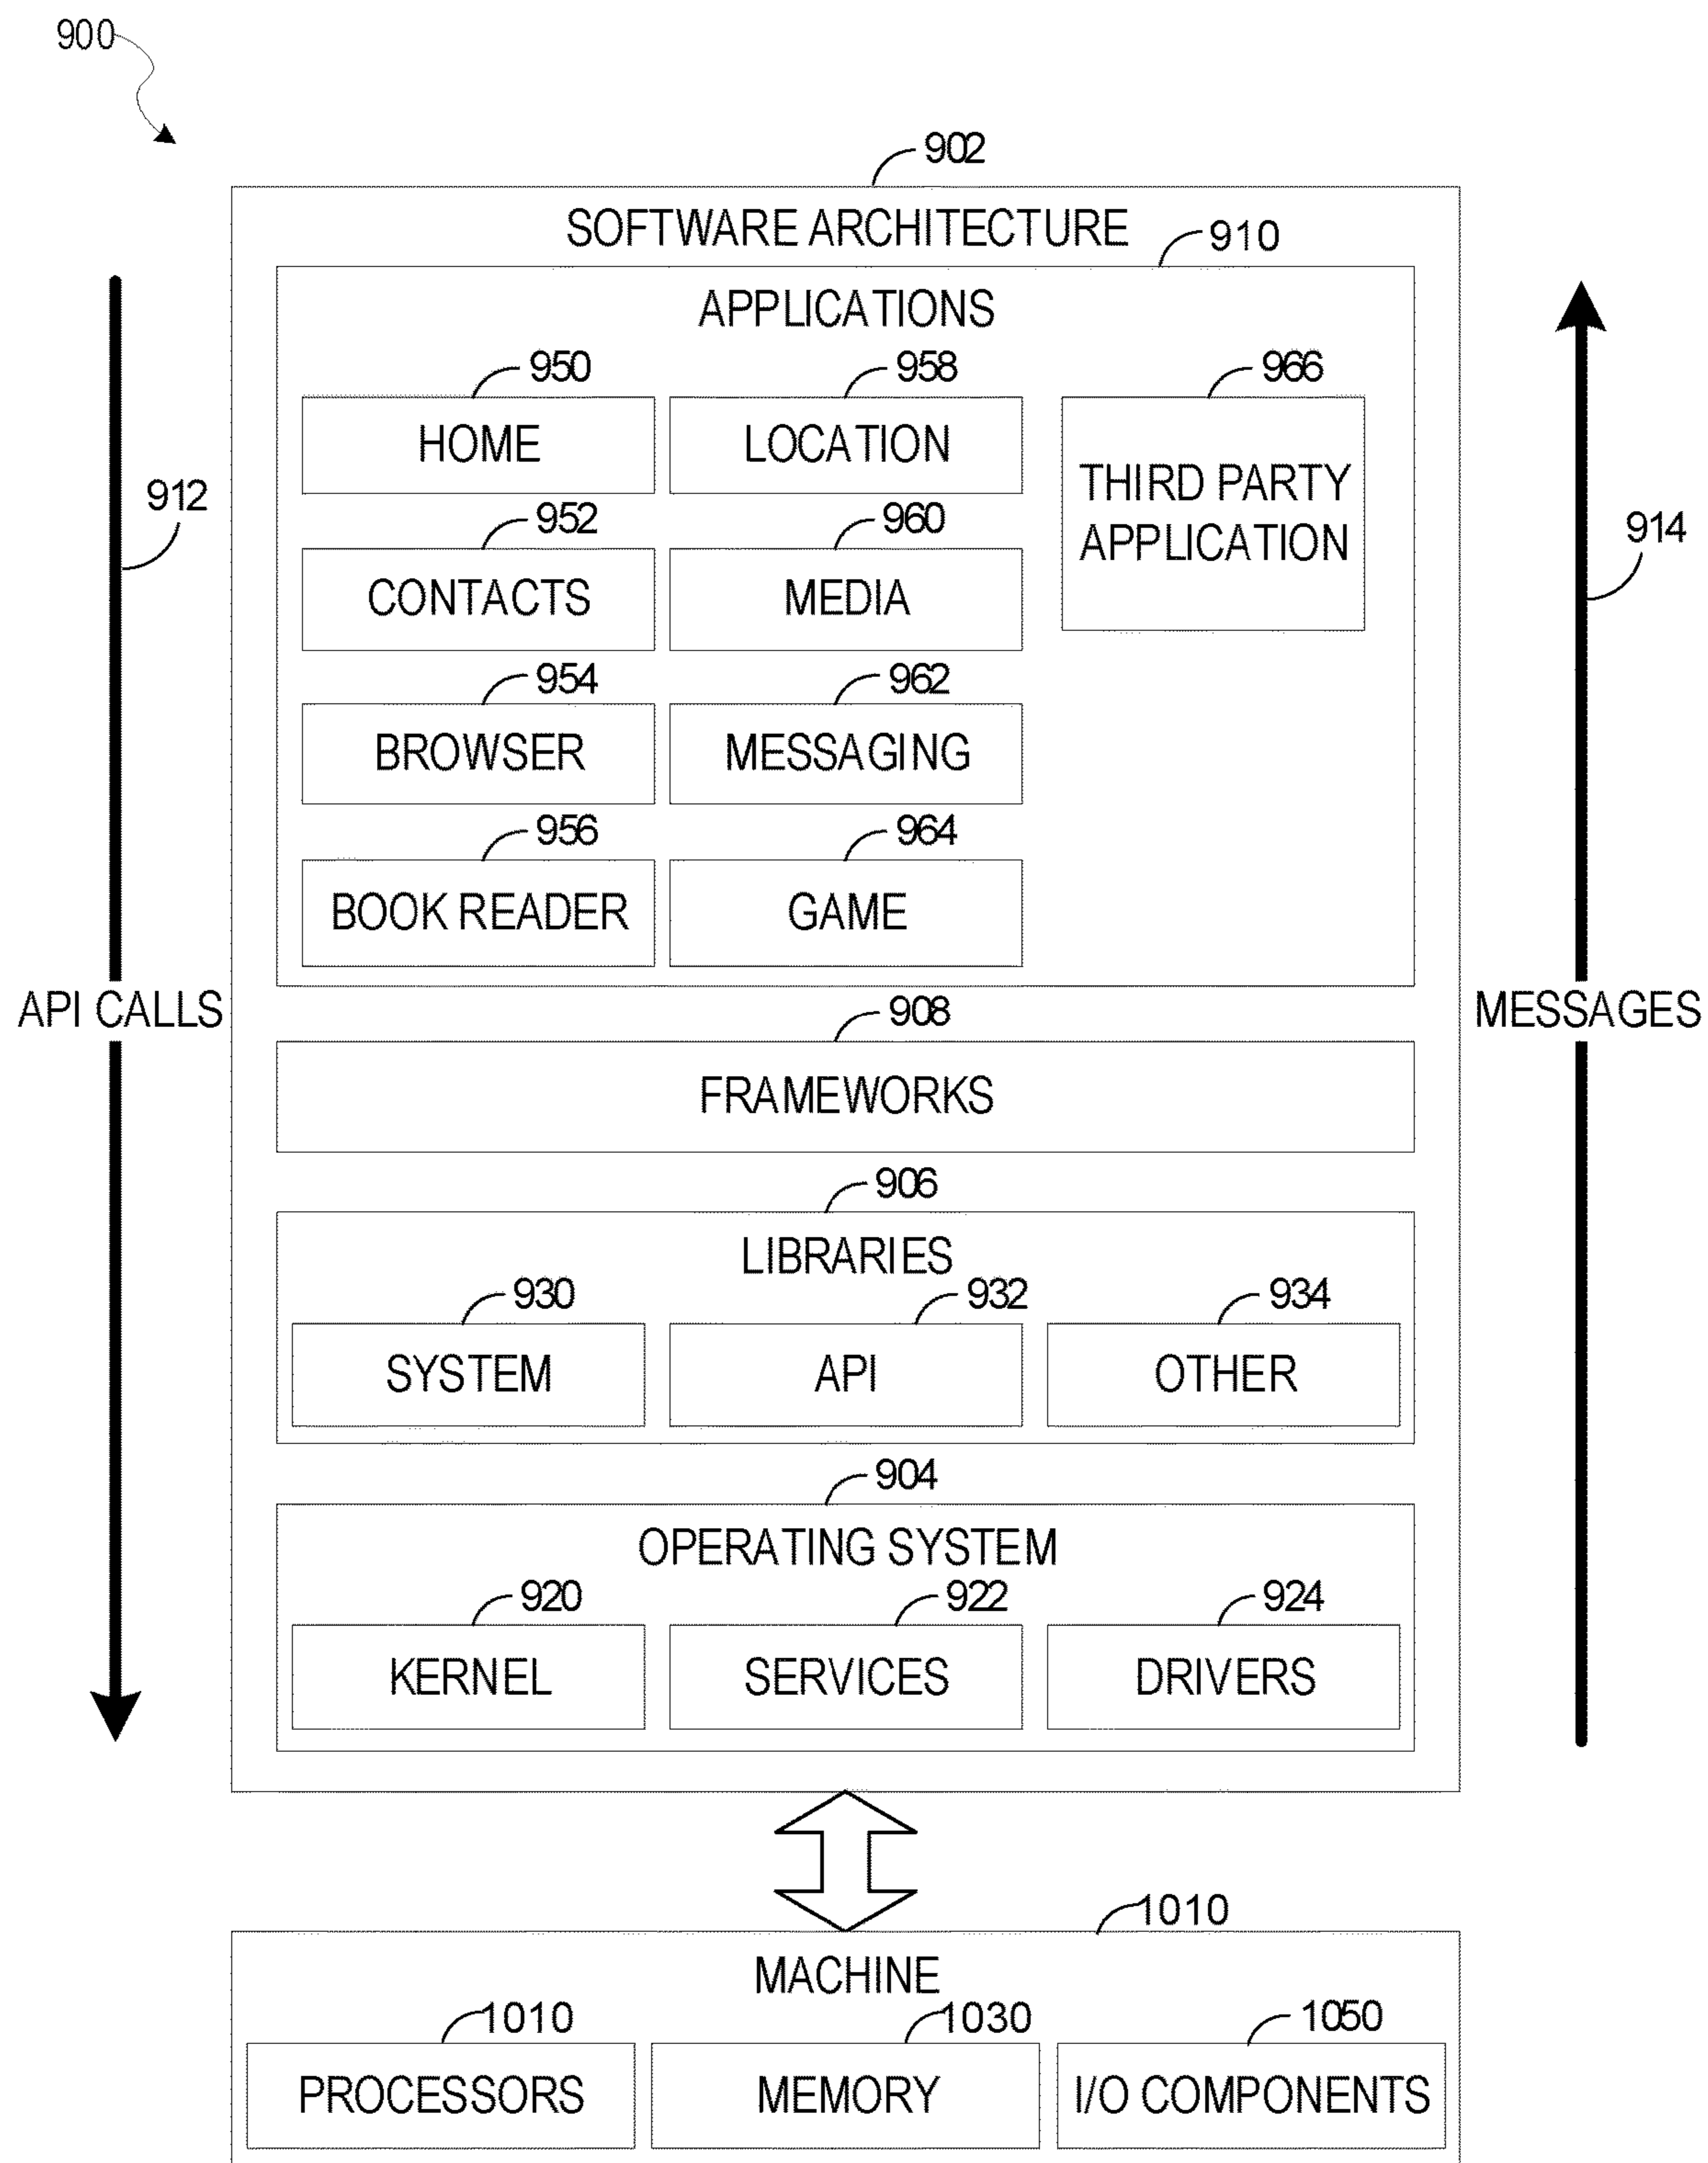 900
902
SOFTWARE ARCHITECTURE
910
APPLICATIONS
950
958
966
HOME
LOCATION
THIRD PARTY
APPLICATION
912
952
960
914
CONTACTS
MEDIA
954
962
BROWSER
MESSAGING
956
964
BOOK READER
GAME
API CALLS
908
MESSAGES
FRAMEWORKS
906
LIBRARIES
930
932
934
SYSTEM
API
OTHER
904
OPERATING SYSTEM
920
922
924
KERNEL
SERVICES
DRIVERS
1010
MACHINE
1010
1030
1050
PROCESSORS
MEMORY
I/O COMPONENTS